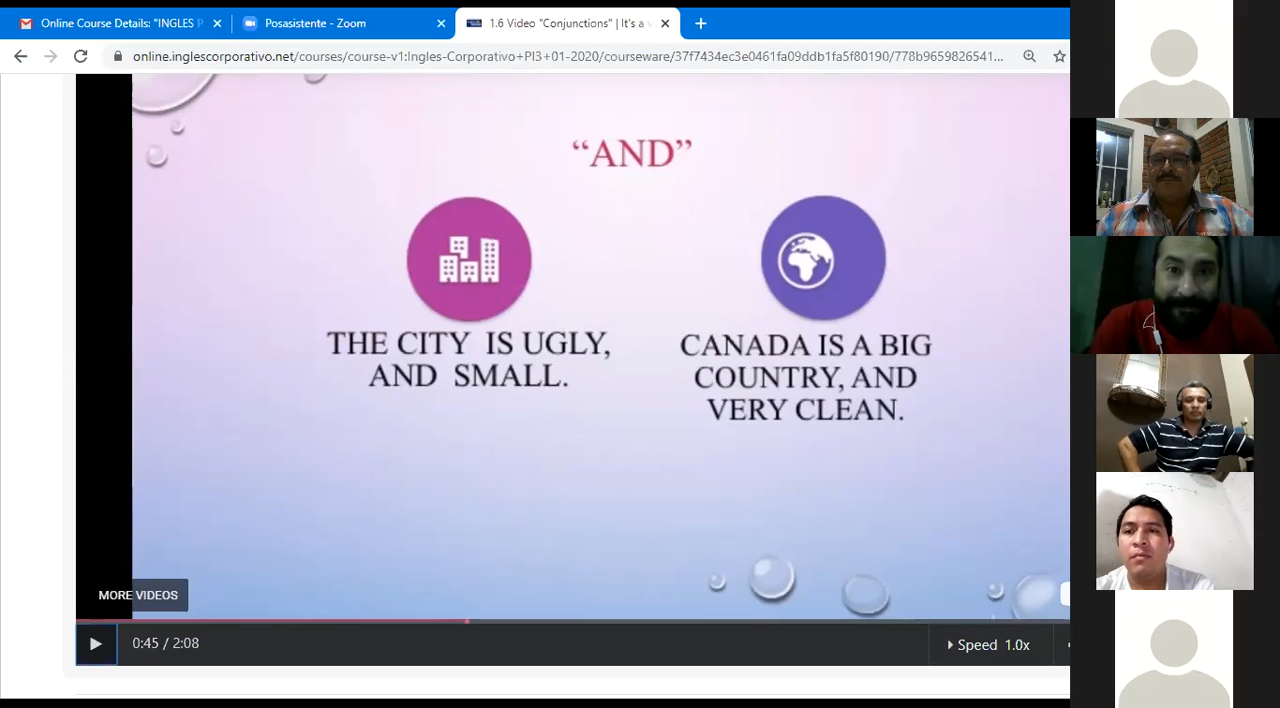 Online Course Details: "INGLES P
Posasistente - Zoom
1.6 Video "Conjunctions" | It's a v
online.inglescorporativo.net/courses/course-v1:Ingles-Corporativo+PI3+01-2020/courseware/37f7434ec3e0461fa09ddb1fa5f80190/778b9659826541...
“AND”
THE CITY IS UGLY,
AND SMALL.
CANADA IS A BIG
COUNTRY, AND
VERY CLEAN.
MORE VIDEOS
0:45 / 2:08
Speed 1.0x